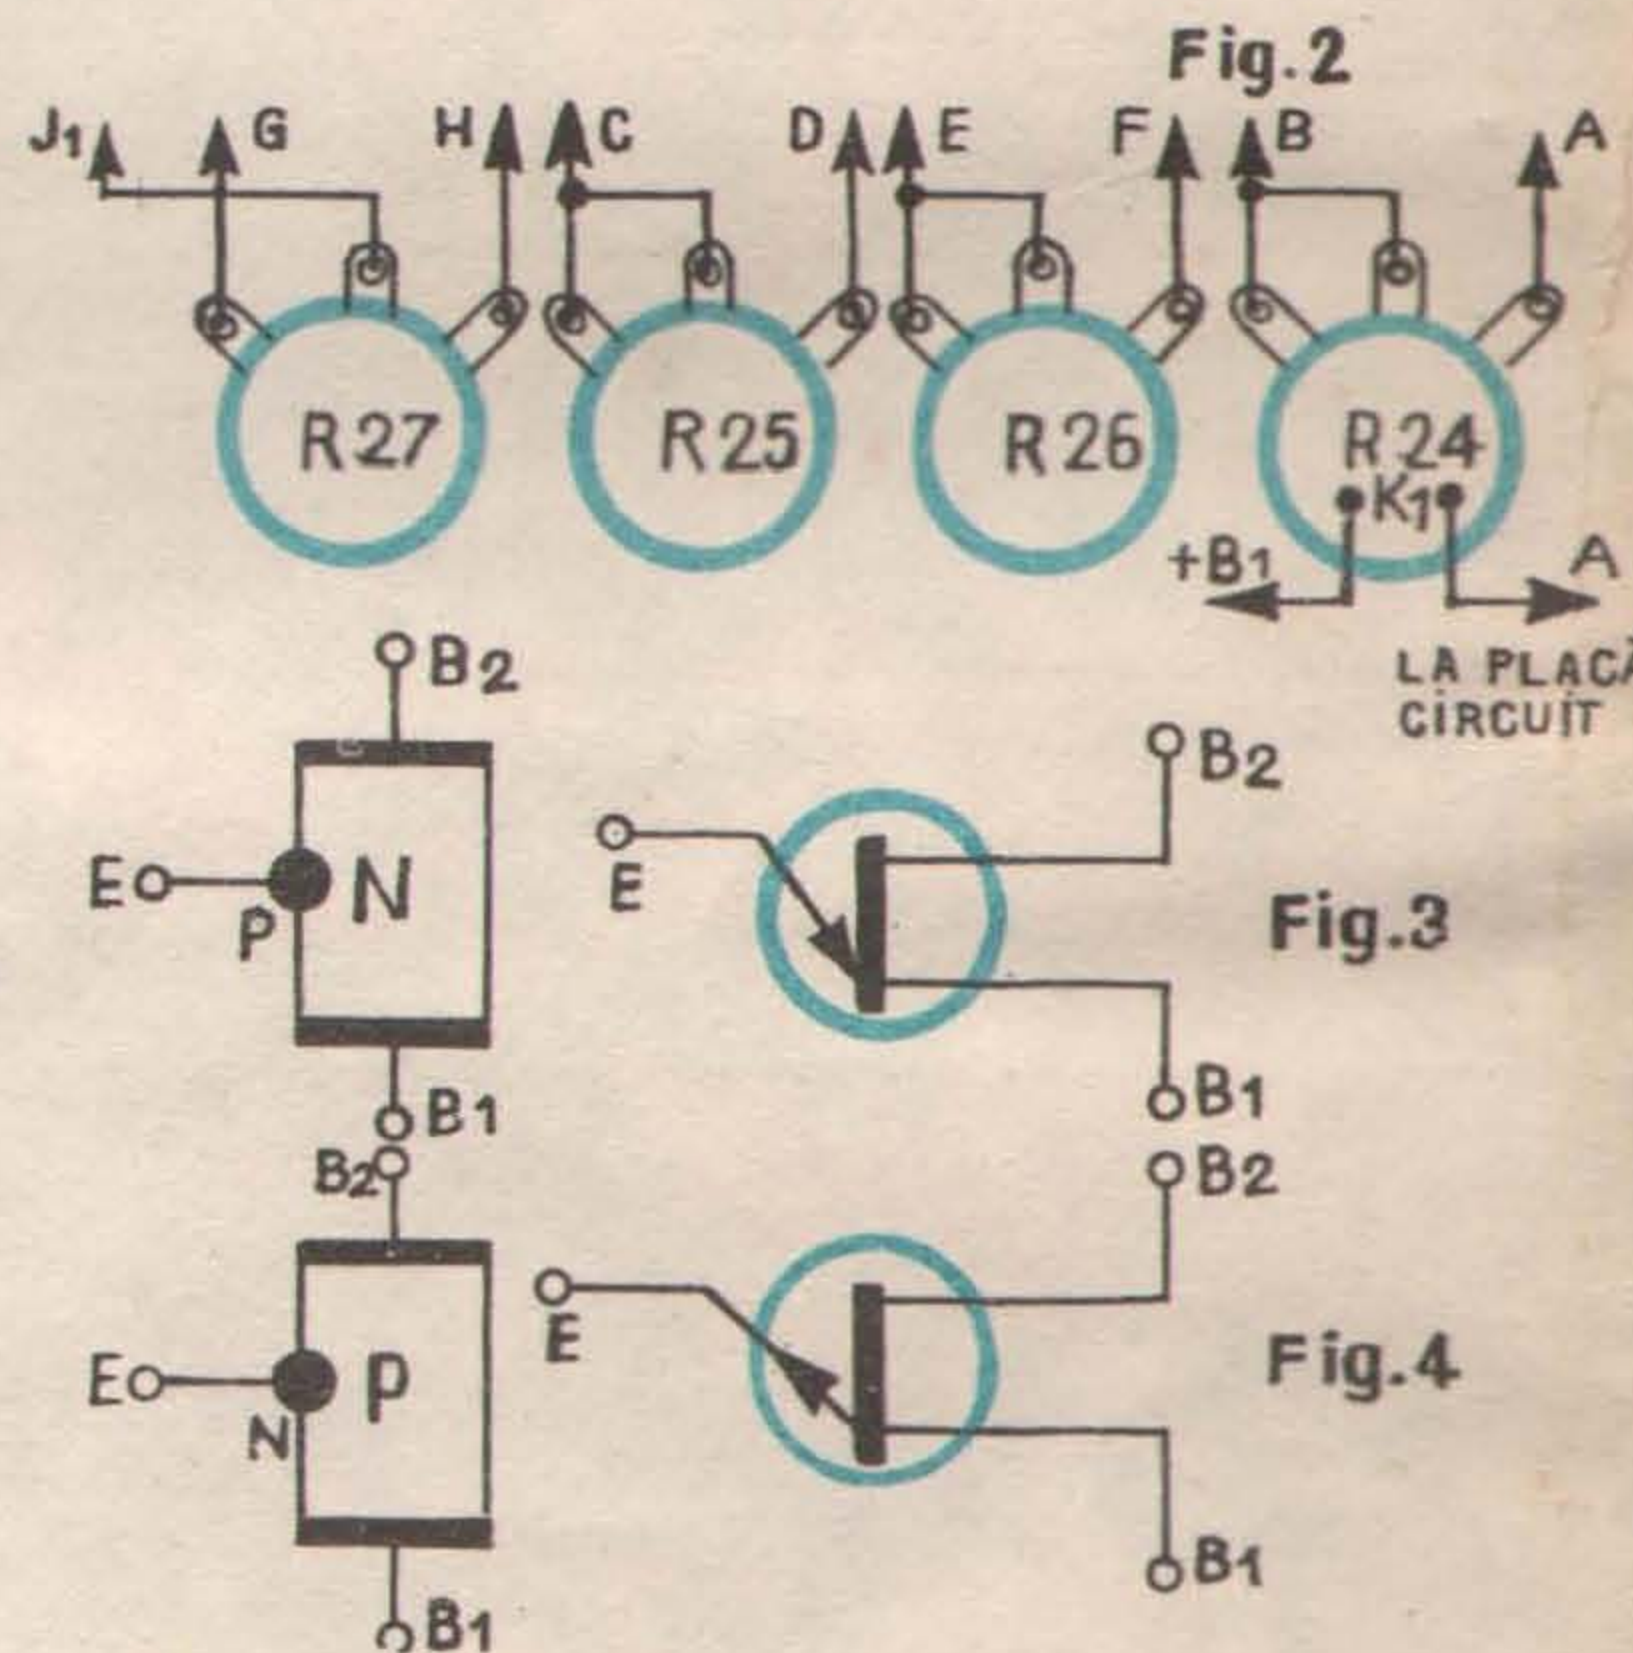 Fig.2
J1 G H C D E F B A
R27 R25 R26 R24
K1
+B1 A
LA PLACĂ
CIRCUIT
B2
E P N
B1
E B2
Fig.3
B1
B2
E N P
B1
B2
E
Fig.4
B1